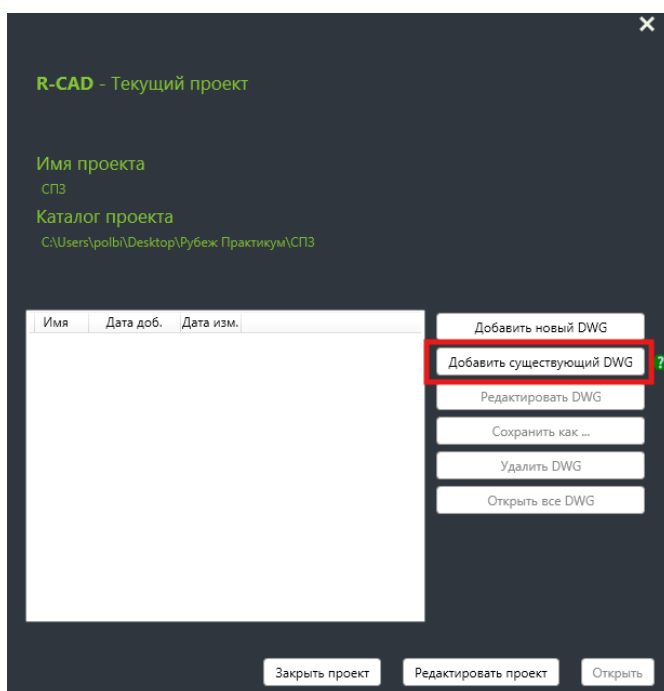 R-CAD - Текущий проект
Имя проекта
СПЗ
Каталог проекта
C:\Users\polbi\Desktop\Рубеж Практикум\СПЗ
Имя Дата доб. Дата изм.
Добавить новый DWG
Добавить существующий DWG ?
Редактировать DWG
Сохранить как ...
Удалить DWG
Открыть все DWG
Закрыть проект Редактировать проект Открыть